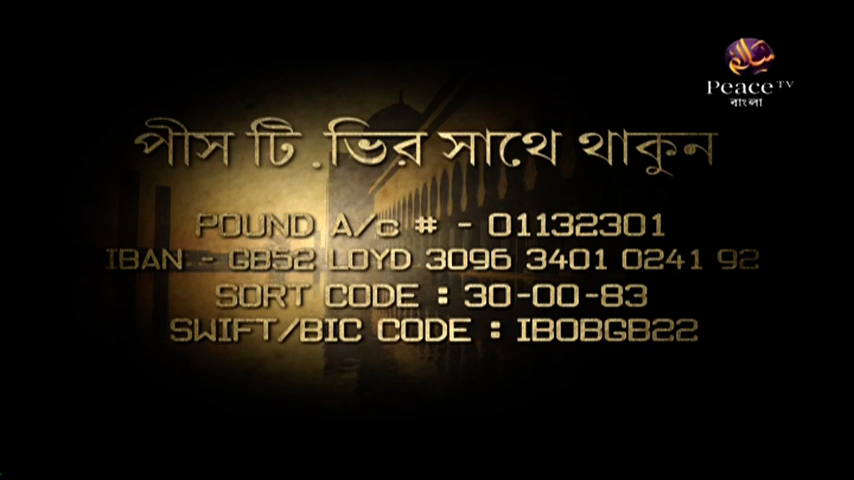 Peace TV
বাংলা
পীস টি .ভির সাথে থাকুন
POUND A/c # - 01132301
IBAN - GB52 LOYD 3096 3401 0241 92
SORT CODE : 30-00-83
SWIFT/BIC CODE : IBOBGB22